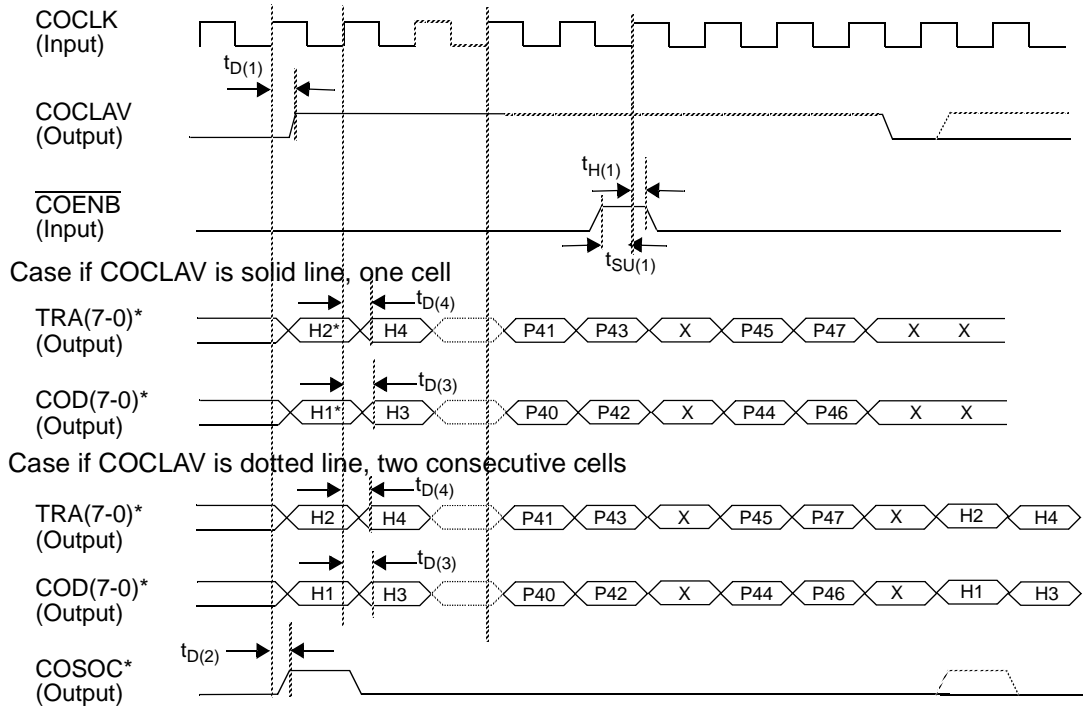 COCLK
(Input)
tD(1)
COCLAV
(Output)
tH(1)
COENB
(Input)
tSU(1)
Case if COCLAV is solid line, one cell
tD(4)
TRA(7-0)*
(Output)
H2* H4 P41 P43 X P45 P47 X X
tD(3)
COD(7-0)*
(Output)
H1* H3 P40 P42 X P44 P46 X X
Case if COCLAV is dotted line, two consecutive cells
tD(4)
TRA(7-0)*
(Output)
H2 H4 P41 P43 X P45 P47 X H2 H4
tD(3)
COD(7-0)*
(Output)
H1 H3 P40 P42 X P44 P46 X H1 H3
tD(2)
COSOC*
(Output)